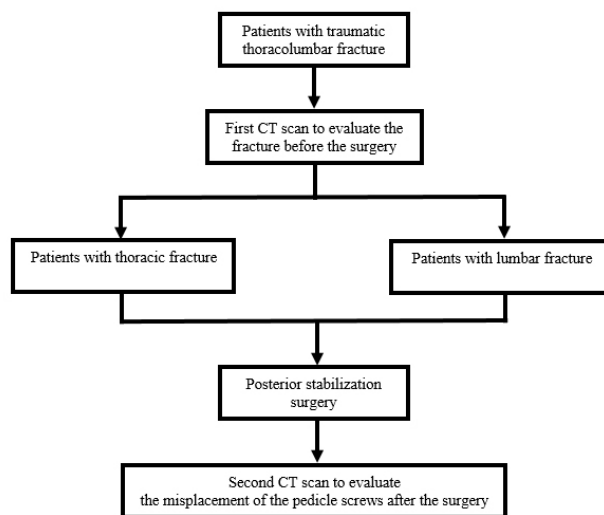 Patients with traumatic
thoracolumbar fracture
First CT scan to evaluate the
fracture before the surgery
Patients with thoracic fracture
Patients with lumbar fracture
Posterior stabilization
surgery
Second CT scan to evaluate
the misplacement of the pedicle screws after the surgery